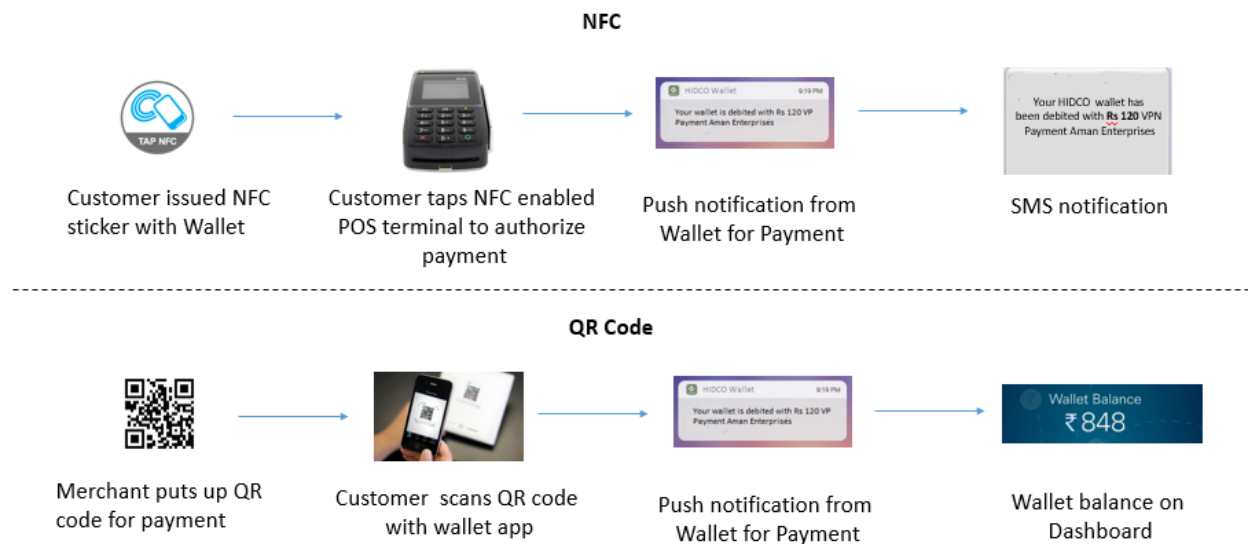 NFC
TAP NFC
HIDCO Wallet 9:19 PM
Your wallet is debited with Rs 120 VP
Payment Aman Enterprises
Your HIDCO wallet has
been debited with Rs 120 VPN
Payment Aman Enterprises
Customer issued NFC
sticker with Wallet
Customer taps NFC enabled
POS terminal to authorize
payment
Push notification from
Wallet for Payment
SMS notification
QR Code
HIDCO Wallet 9:19 PM
Your wallet is debited with Rs 120 VP
Payment Aman Enterprises
Wallet Balance
₹848
Merchant puts up QR
code for payment
Customer scans QR code
with wallet app
Push notification from
Wallet for Payment
Wallet balance on
Dashboard